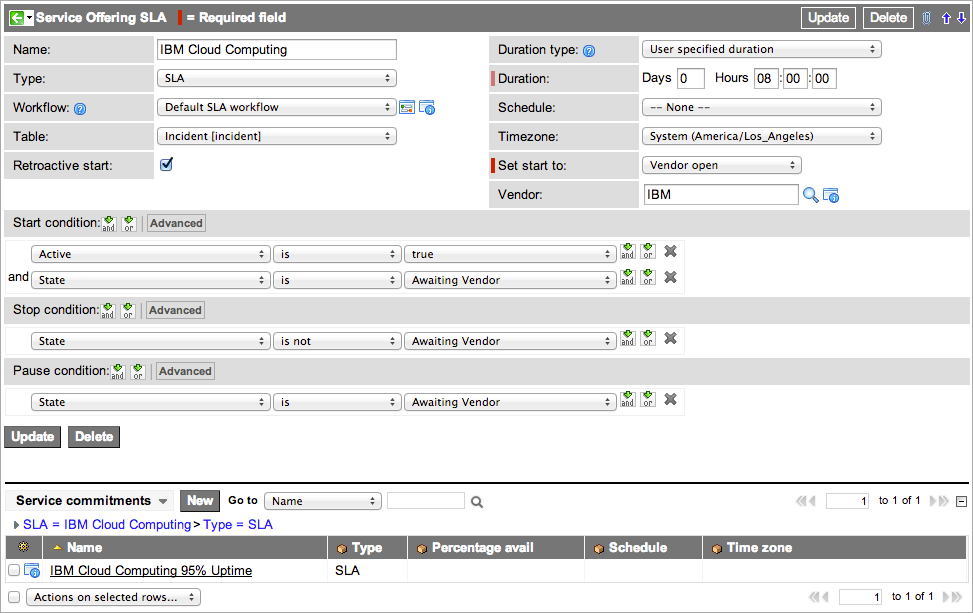 Service Offering SLA = Required field Update Delete
Name: IBM Cloud Computing Duration type: ? User specified duration
Type: SLA Duration: Days 0 Hours 08 : 00 : 00
Workflow: ? Default SLA workflow Schedule: -- None --
Table: Incident [incident] Timezone: System (America/Los_Angeles)
Retroactive start: Set start to: Vendor open
Vendor: IBM
Start condition: and or Advanced
Active is true and or
and State is Awaiting Vendor and or
Stop condition: and or Advanced
State is not Awaiting Vendor and or
Pause condition: and or Advanced
State is Awaiting Vendor and or
Update Delete
Service commitments New Go to Name 1 to 1 of 1
SLA = IBM Cloud Computing > Type = SLA
Name Type Percentage avail Schedule Time zone
IBM Cloud Computing 95% Uptime SLA
Actions on selected rows... 1 to 1 of 1